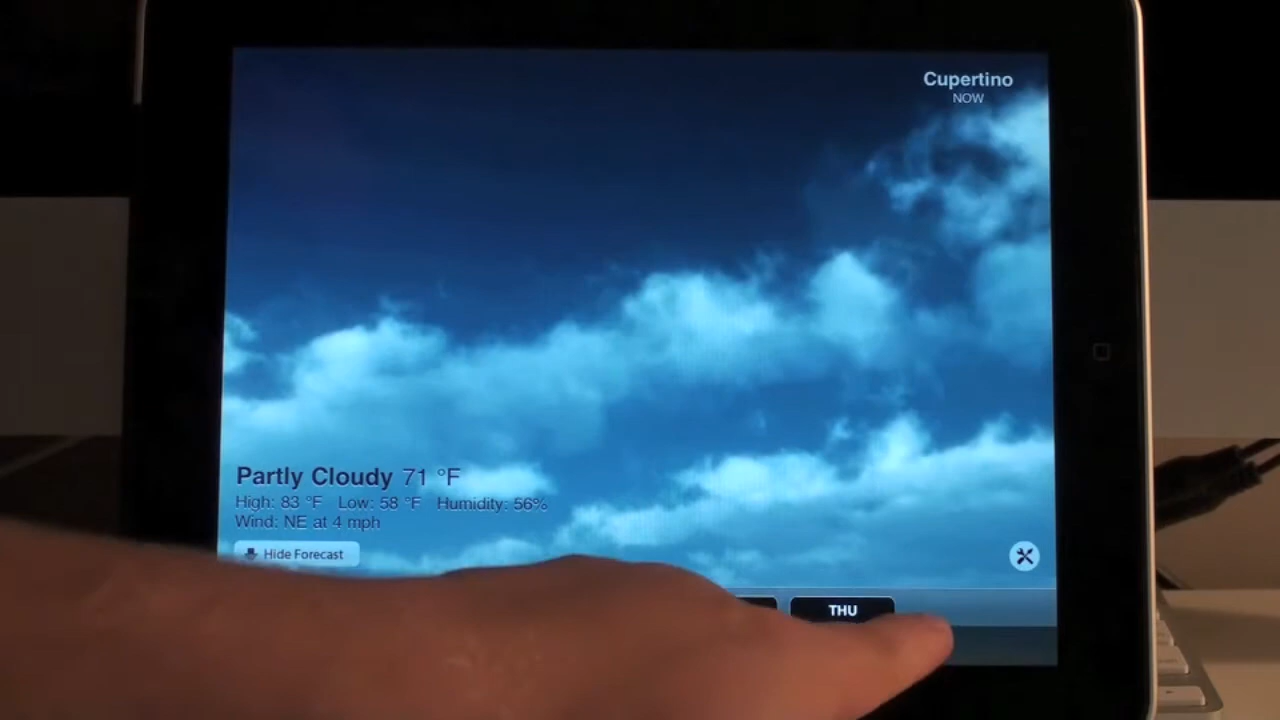 Cupertino
NOW
Partly Cloudy 71 °F
High: 83 °F Low: 58 °F Humidity: 56%
Wind: NE at 4 mph
Hide Forecast
THU